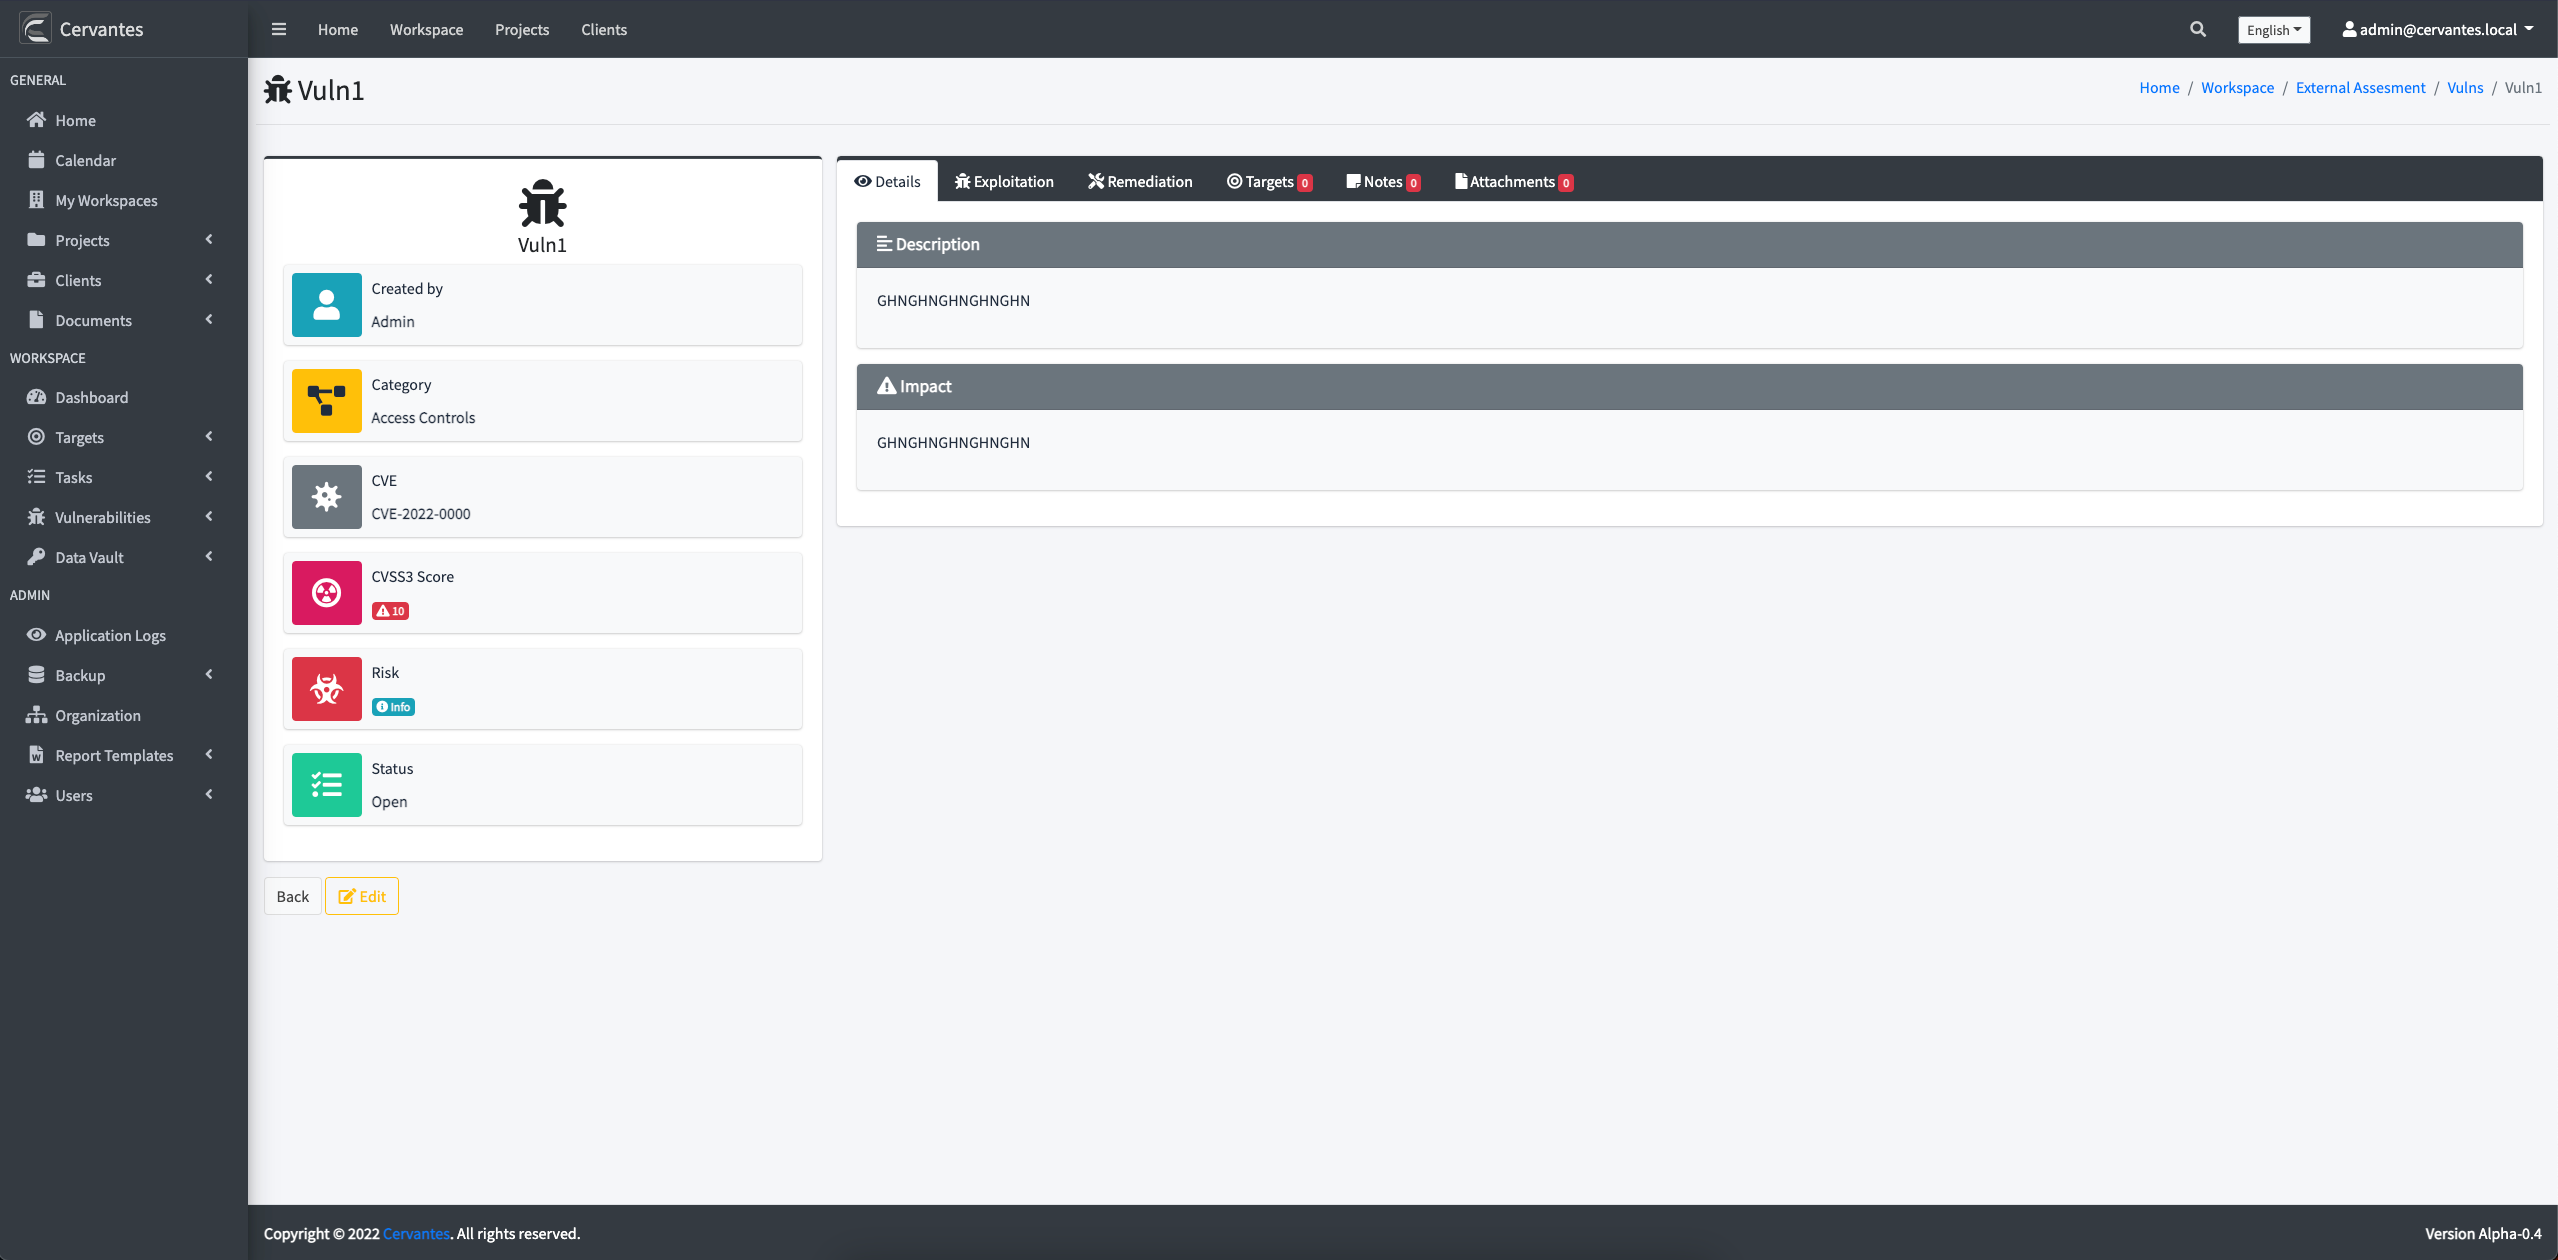 Cervantes
Home Workspace Projects Clients
English
admin@cervantes.local
GENERAL
Home
Calendar
My Workspaces
Projects
Clients
Documents
WORKSPACE
Dashboard
Targets
Tasks
Vulnerabilities
Data Vault
ADMIN
Application Logs
Backup
Organization
Report Templates
Users
Vuln1
Home / Workspace / External Assesment / Vulns / Vuln1
Vuln1
Created by
Admin
Category
Access Controls
CVE
CVE-2022-0000
CVSS3 Score
10
Risk
Info
Status
Open
Back Edit
Details Exploitation Remediation Targets 0 Notes 0 Attachments 0
Description
GHNGHNGHNGHNGHN
Impact
GHNGHNGHNGHNGHN
Copyright © 2022 Cervantes. All rights reserved.
Version Alpha-0.4